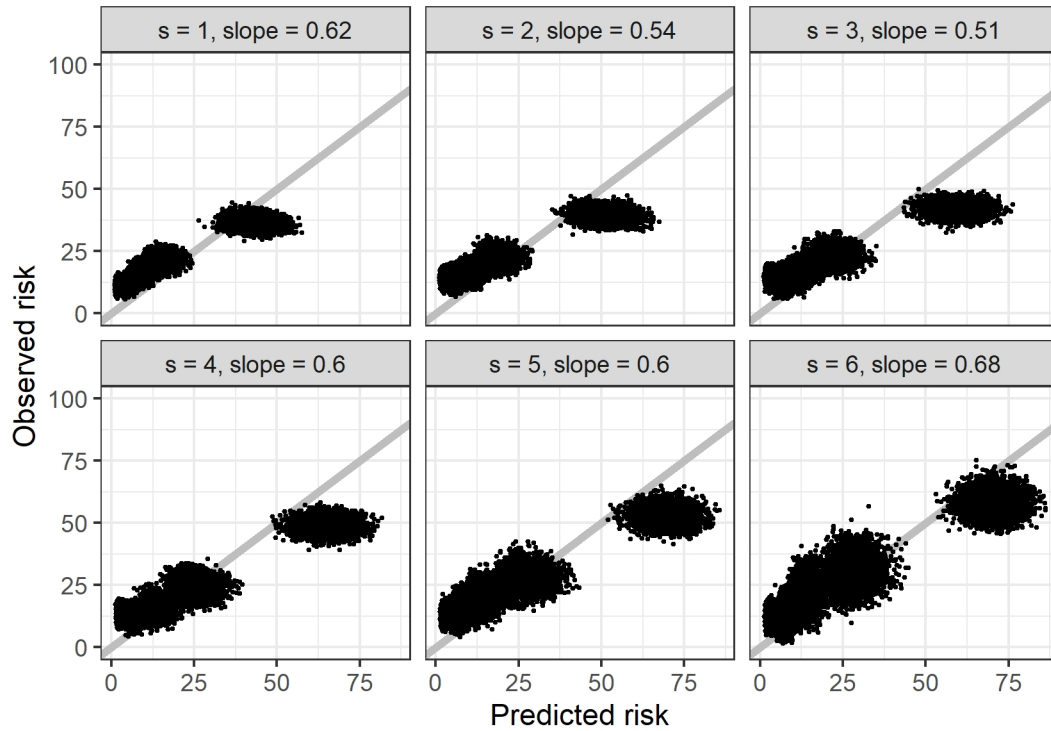 s = 1, slope = 0.62
s = 2, slope = 0.54
s = 3, slope = 0.51
100
75
50
25
0
s = 4, slope = 0.6
s = 5, slope = 0.6
s = 6, slope = 0.68
100
75
50
25
0
0 25 50 75
0 25 50 75
0 25 50 75
Observed risk
Predicted risk